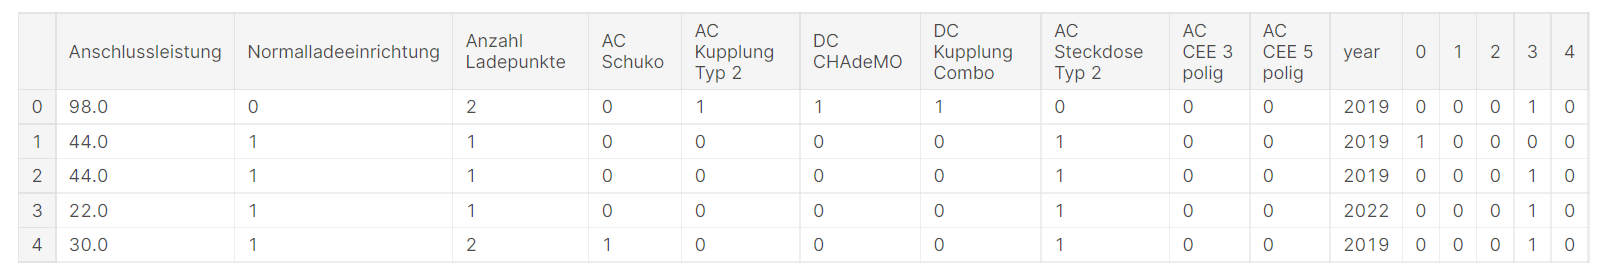 Anschlussleistung Normalladeeinrichtung Anzahl Ladepunkte AC Schuko AC Kupplung Typ 2 DC CHAdeMO DC Kupplung Combo AC Steckdose Typ 2 AC CEE 3 polig AC CEE 5 polig year 0 1 2 3 4
0 98.0 0 2 0 1 1 1 0 0 0 2019 0 0 0 1 0
1 44.0 1 1 0 0 0 0 1 0 0 2019 1 0 0 0 0
2 44.0 1 1 0 0 0 0 1 0 0 2019 0 0 0 1 0
3 22.0 1 1 0 0 0 0 1 0 0 2022 0 0 0 1 0
4 30.0 1 2 1 0 0 0 1 0 0 2019 0 0 0 1 0